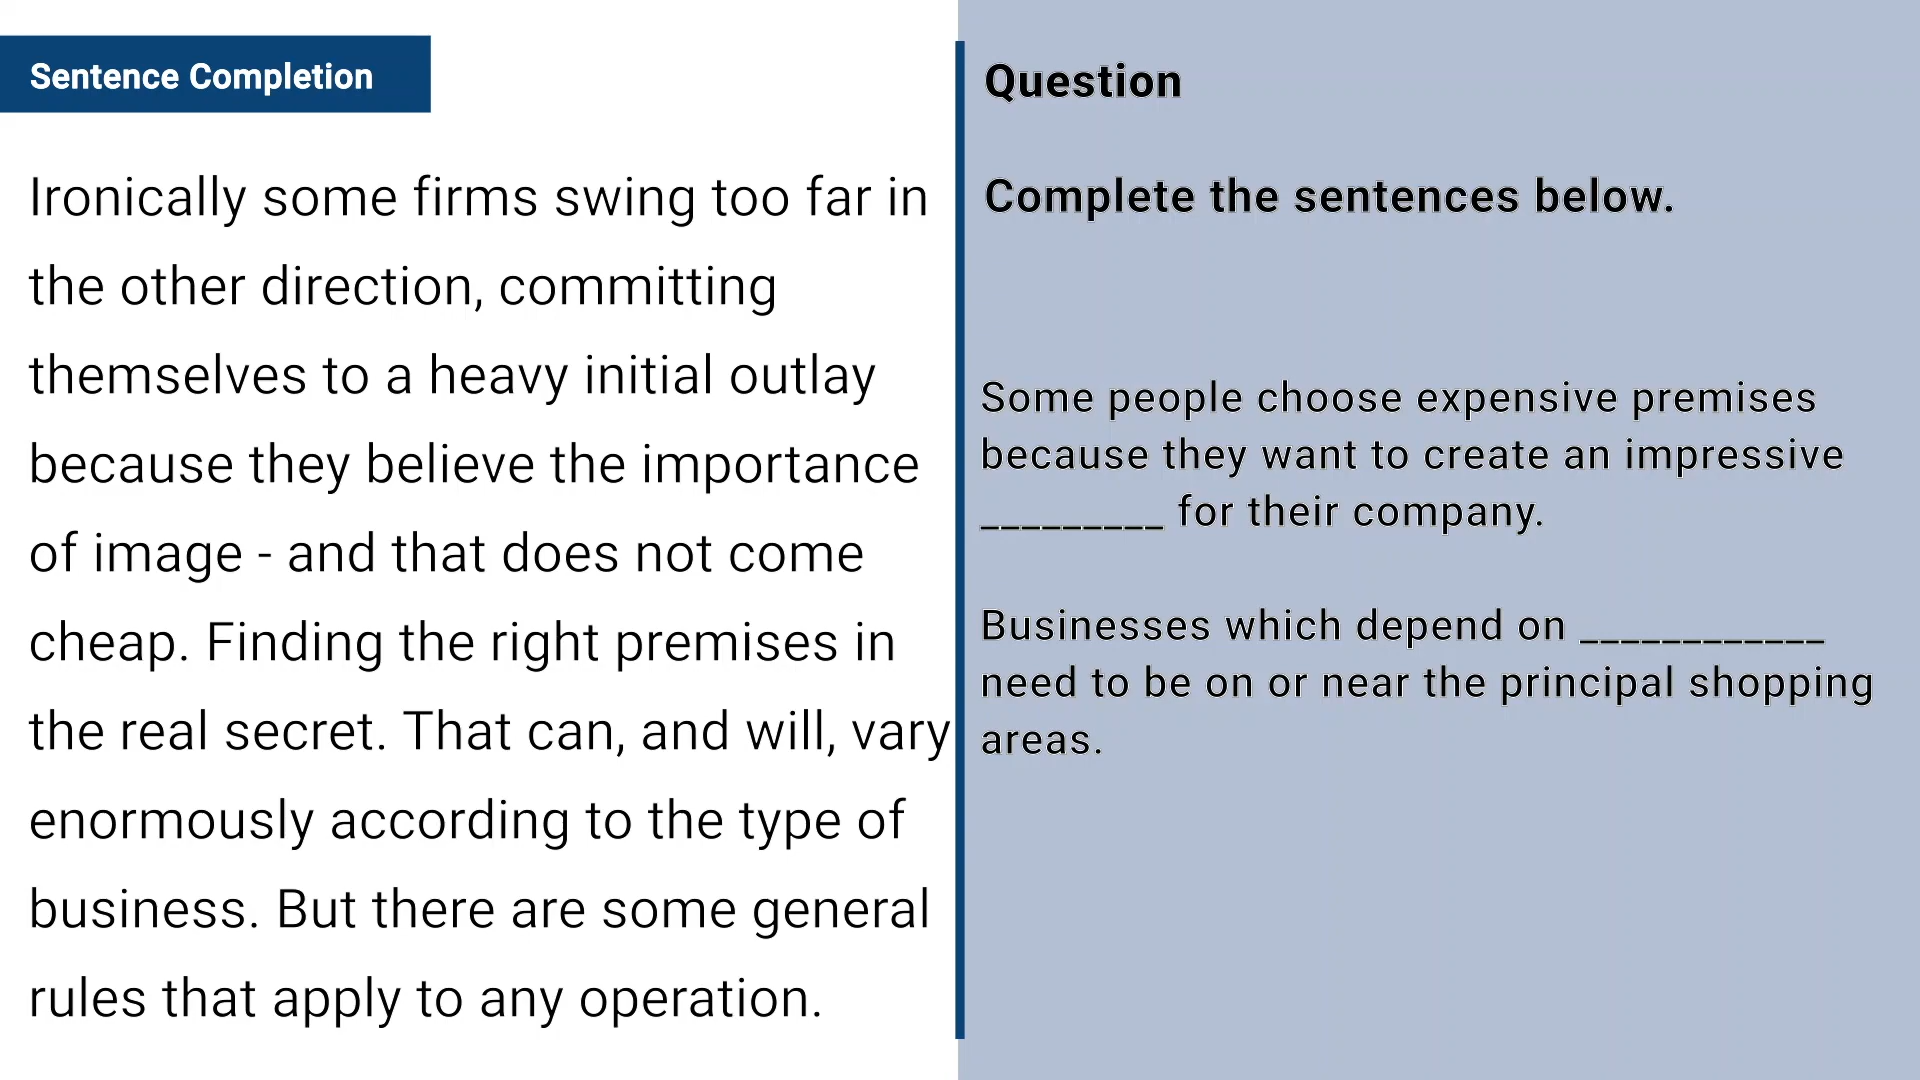 Sentence Completion
Ironically some firms swing too far in
the other direction, committing
themselves to a heavy initial outlay
because they believe the importance
of image - and that does not come
cheap. Finding the right premises in
the real secret. That can, and will, vary
enormously according to the type of
business. But there are some general
rules that apply to any operation.
Question
Complete the sentences below.
Some people choose expensive premises
because they want to create an impressive
_________ for their company.
Businesses which depend on ____________
need to be on or near the principal shopping
areas.